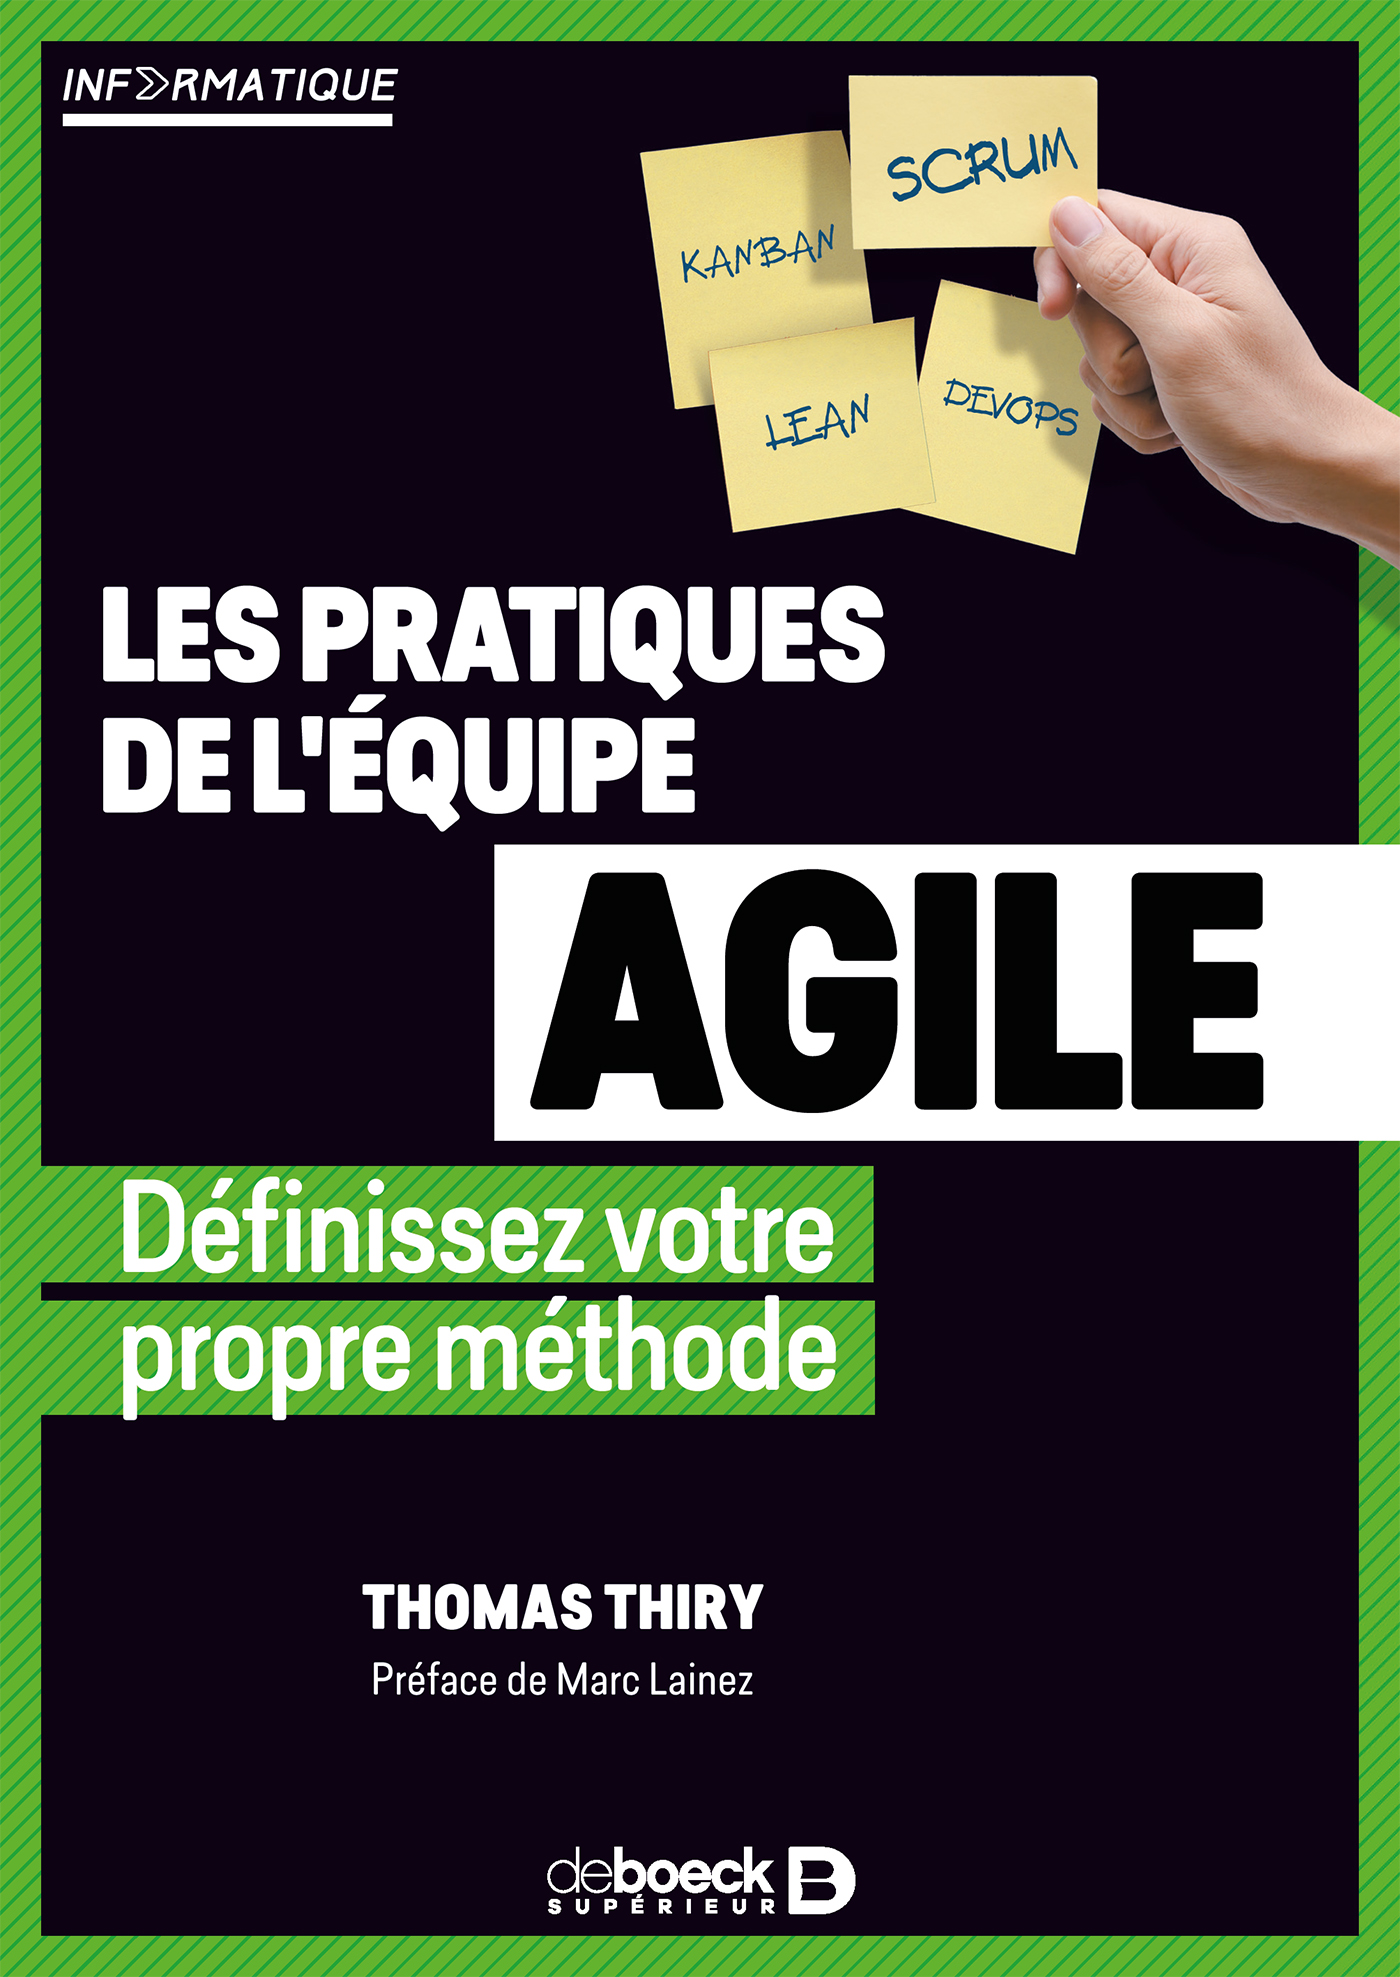 INFORMATIQUE
SCRUM
KANBAN
LEAN
DEVOPS
LES PRATIQUES
DE L'ÉQUIPE
AGILE
Définissez votre
propre méthode
THOMAS THIRY
Préface de Marc Lainez
deboeck B
SUPÉRIEUR